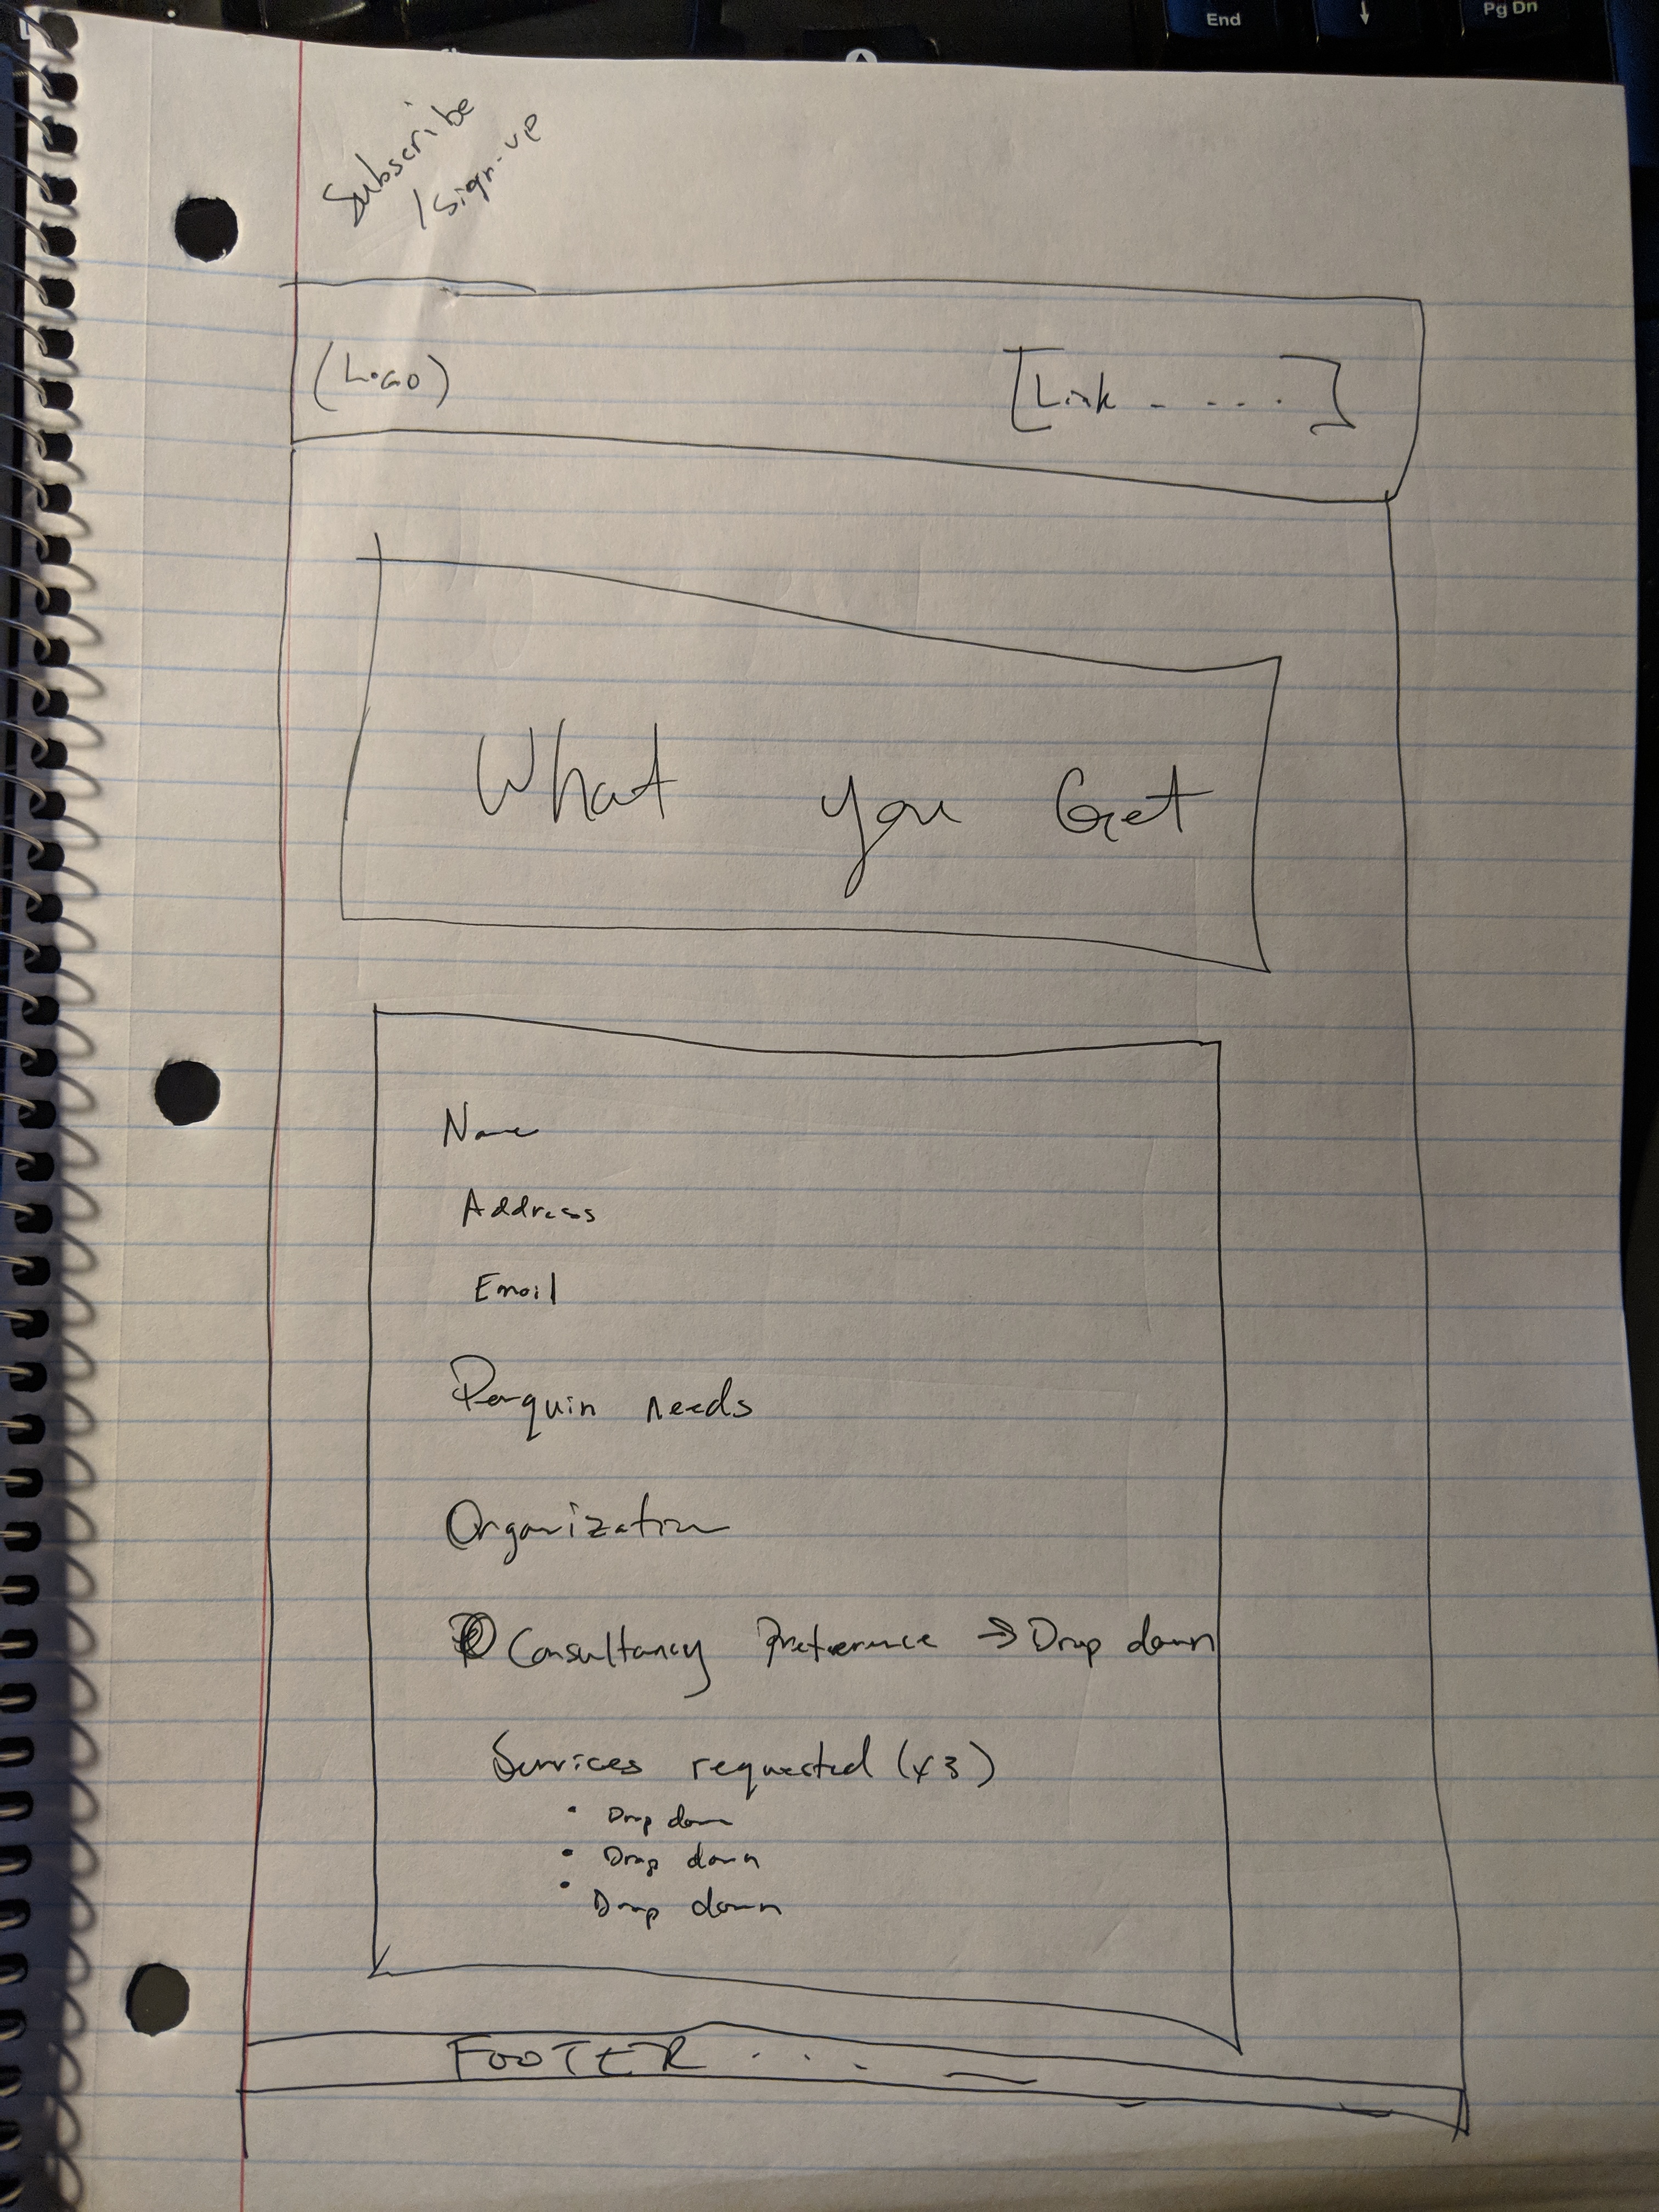 End
↓
Pg Dn
Subscribe
/sign-up
(Logo)
[Link - . . . . ]
What you Get
Name
Address
Email
Penguin needs
Organization
Consultancy Preference → Drop down
Services requested (x3)
• Drop down
• Drop down
• Drop down
FOOTER . . .